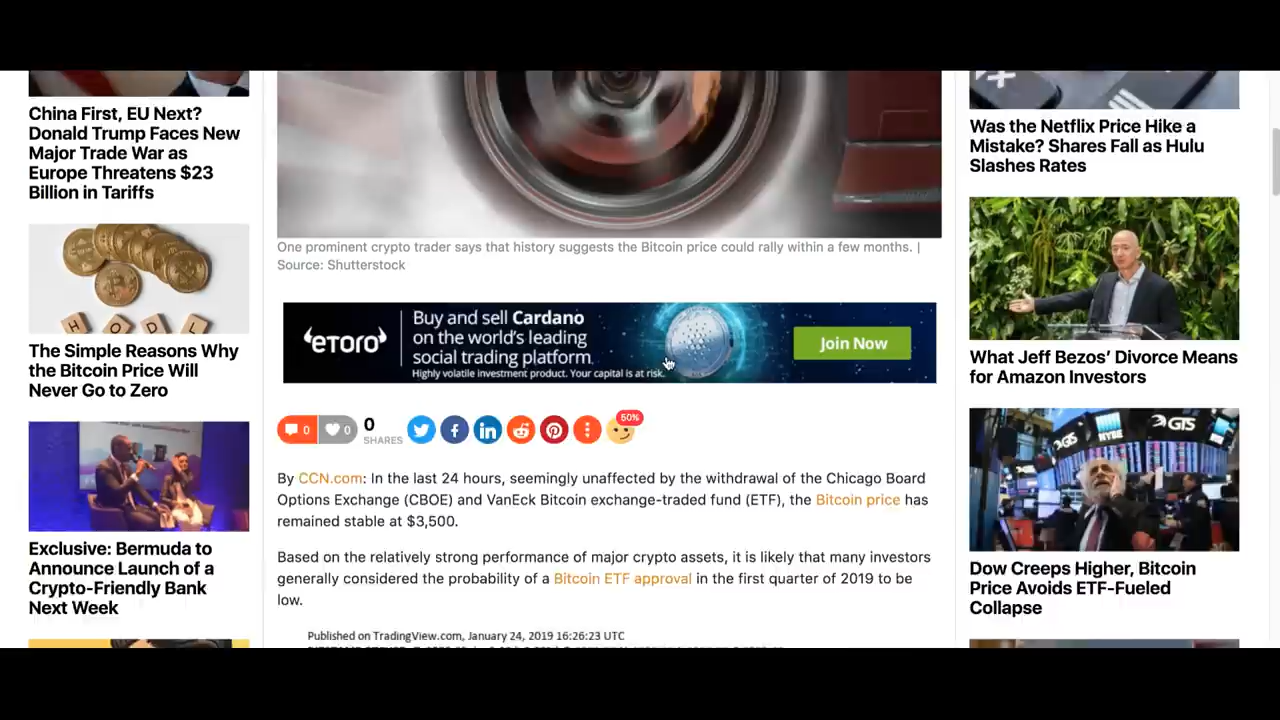 China First, EU Next?
Donald Trump Faces New
Major Trade War as
Europe Threatens $23
Billion in Tariffs
H O D L
The Simple Reasons Why
the Bitcoin Price Will
Never Go to Zero
Exclusive: Bermuda to
Announce Launch of a
Crypto-Friendly Bank
Next Week
One prominent crypto trader says that history suggests the Bitcoin price could rally within a few months. |
Source: Shutterstock
eToro
Buy and sell Cardano
on the world's leading
social trading platform
Highly volatile investment product. Your capital is at risk.
Join Now
0
0
0
SHARES
50%
By CCN.com: In the last 24 hours, seemingly unaffected by the withdrawal of the Chicago Board
Options Exchange (CBOE) and VanEck Bitcoin exchange-traded fund (ETF), the Bitcoin price has
remained stable at $3,500.
Based on the relatively strong performance of major crypto assets, it is likely that many investors
generally considered the probability of a Bitcoin ETF approval in the first quarter of 2019 to be
low.
Published on TradingView.com, January 24, 2019 16:26:23 UTC
Was the Netflix Price Hike a
Mistake? Shares Fall as Hulu
Slashes Rates
What Jeff Bezos' Divorce Means
for Amazon Investors
GTS
NYSE
GTS
Dow Creeps Higher, Bitcoin
Price Avoids ETF-Fueled
Collapse